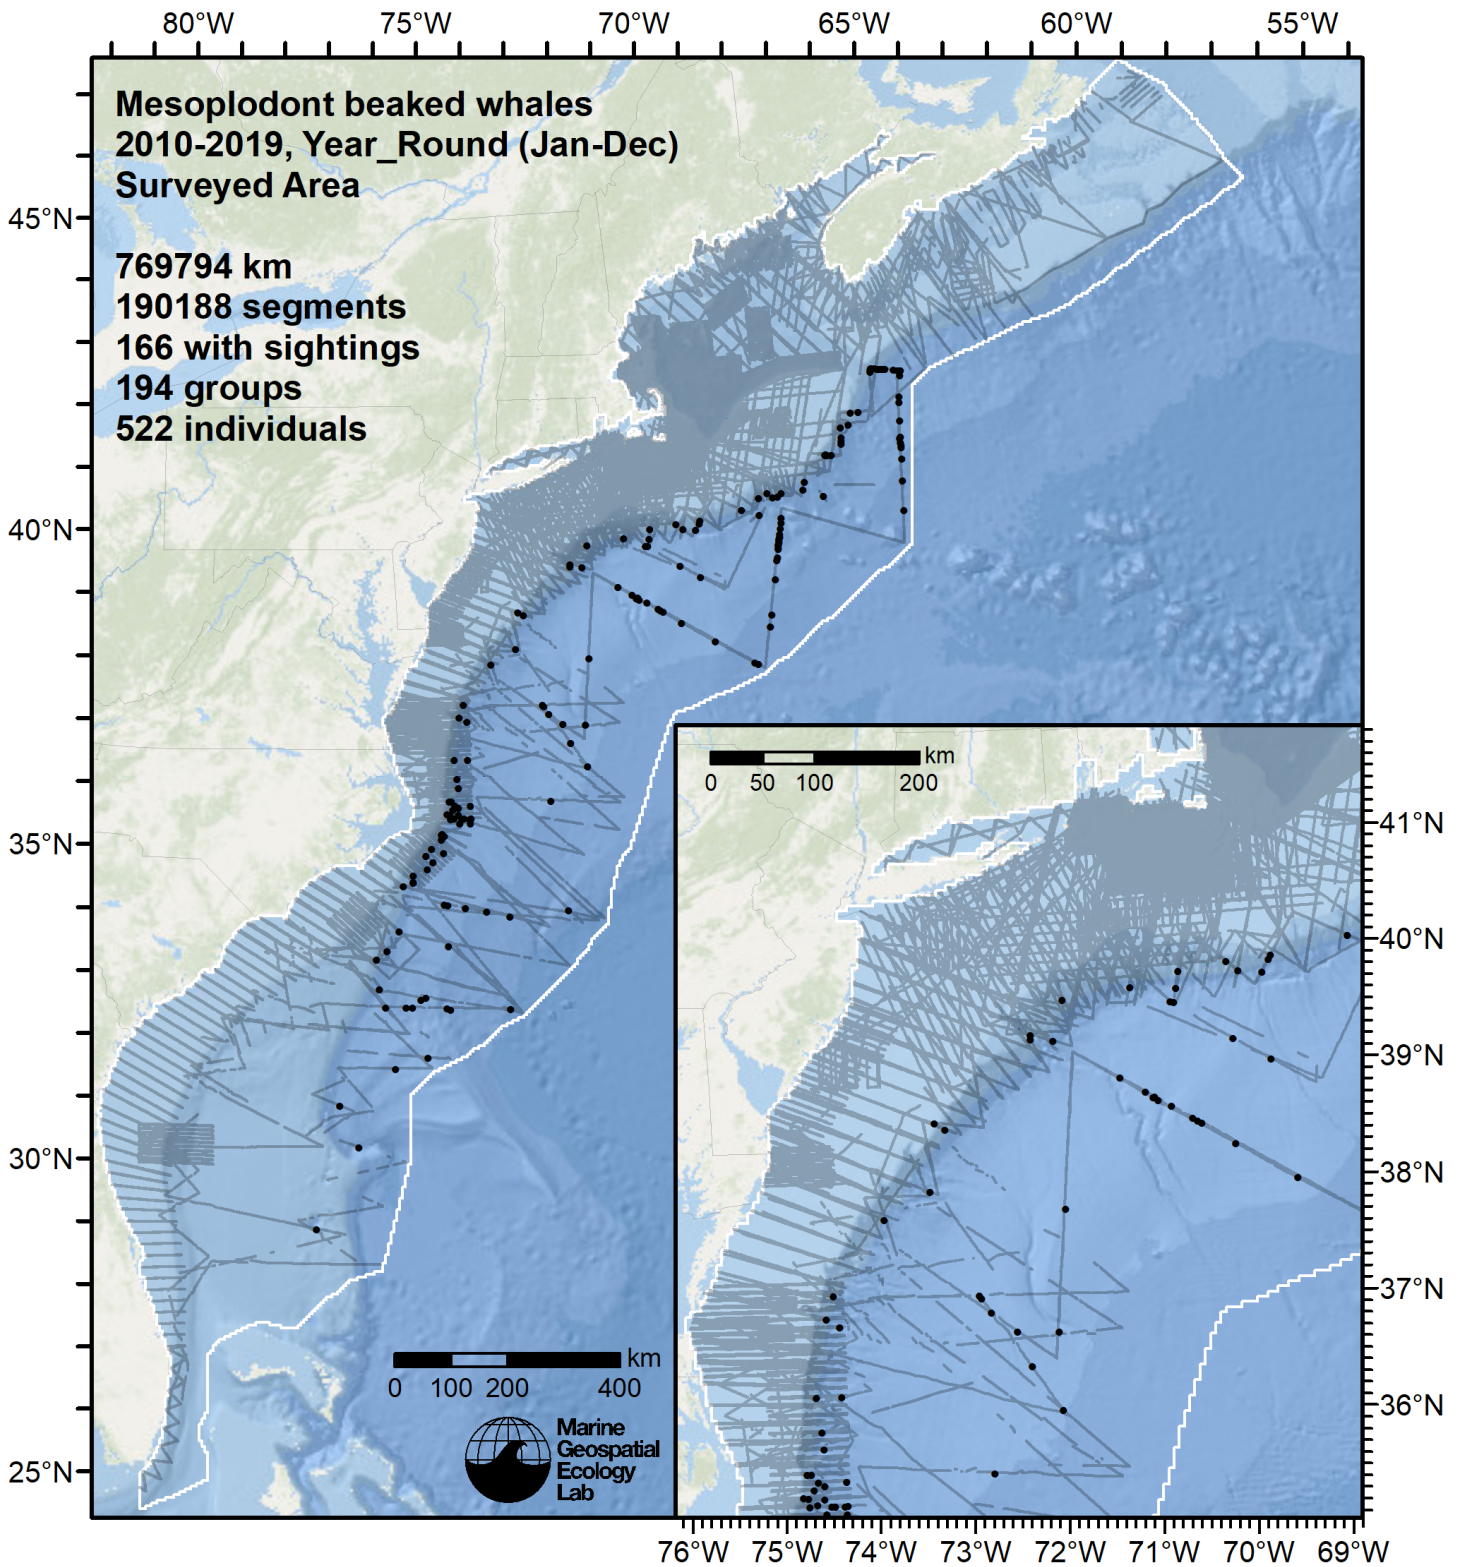 80°W 75°W 70°W 65°W 60°W 55°W
Mesoplodont beaked whales
2010-2019, Year_Round (Jan-Dec)
Surveyed Area
45°N
769794 km
190188 segments
166 with sightings
194 groups
522 individuals
40°N
km
0 50 100 200
41°N
35°N
40°N
39°N
30°N
38°N
37°N
km
0 100 200 400
36°N
Marine
Geospatial
Ecology
Lab
25°N
76°W 75°W 74°W 73°W 72°W 71°W 70°W 69°W